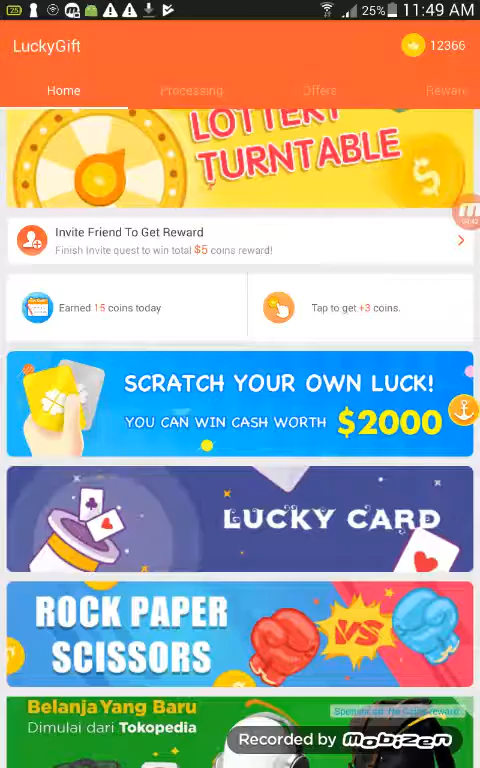 25
25%
11:49 AM
LuckyGift
12366
Home
Processing
Offers
Rewar
LOTTERY
TURNTABLE
Invite Friend To Get Reward
Finish Invite quest to win total $5 coins reward!
Earned 15 coins today
Tap to get +3 coins.
SCRATCH YOUR OWN LUCK!
YOU CAN WIN CASH WORTH $2000
LUCKY CARD
ROCK PAPER
VS
SCISSORS
Belanja Yang Baru
Dimulai dari Tokopedia
Recorded by Mobizen